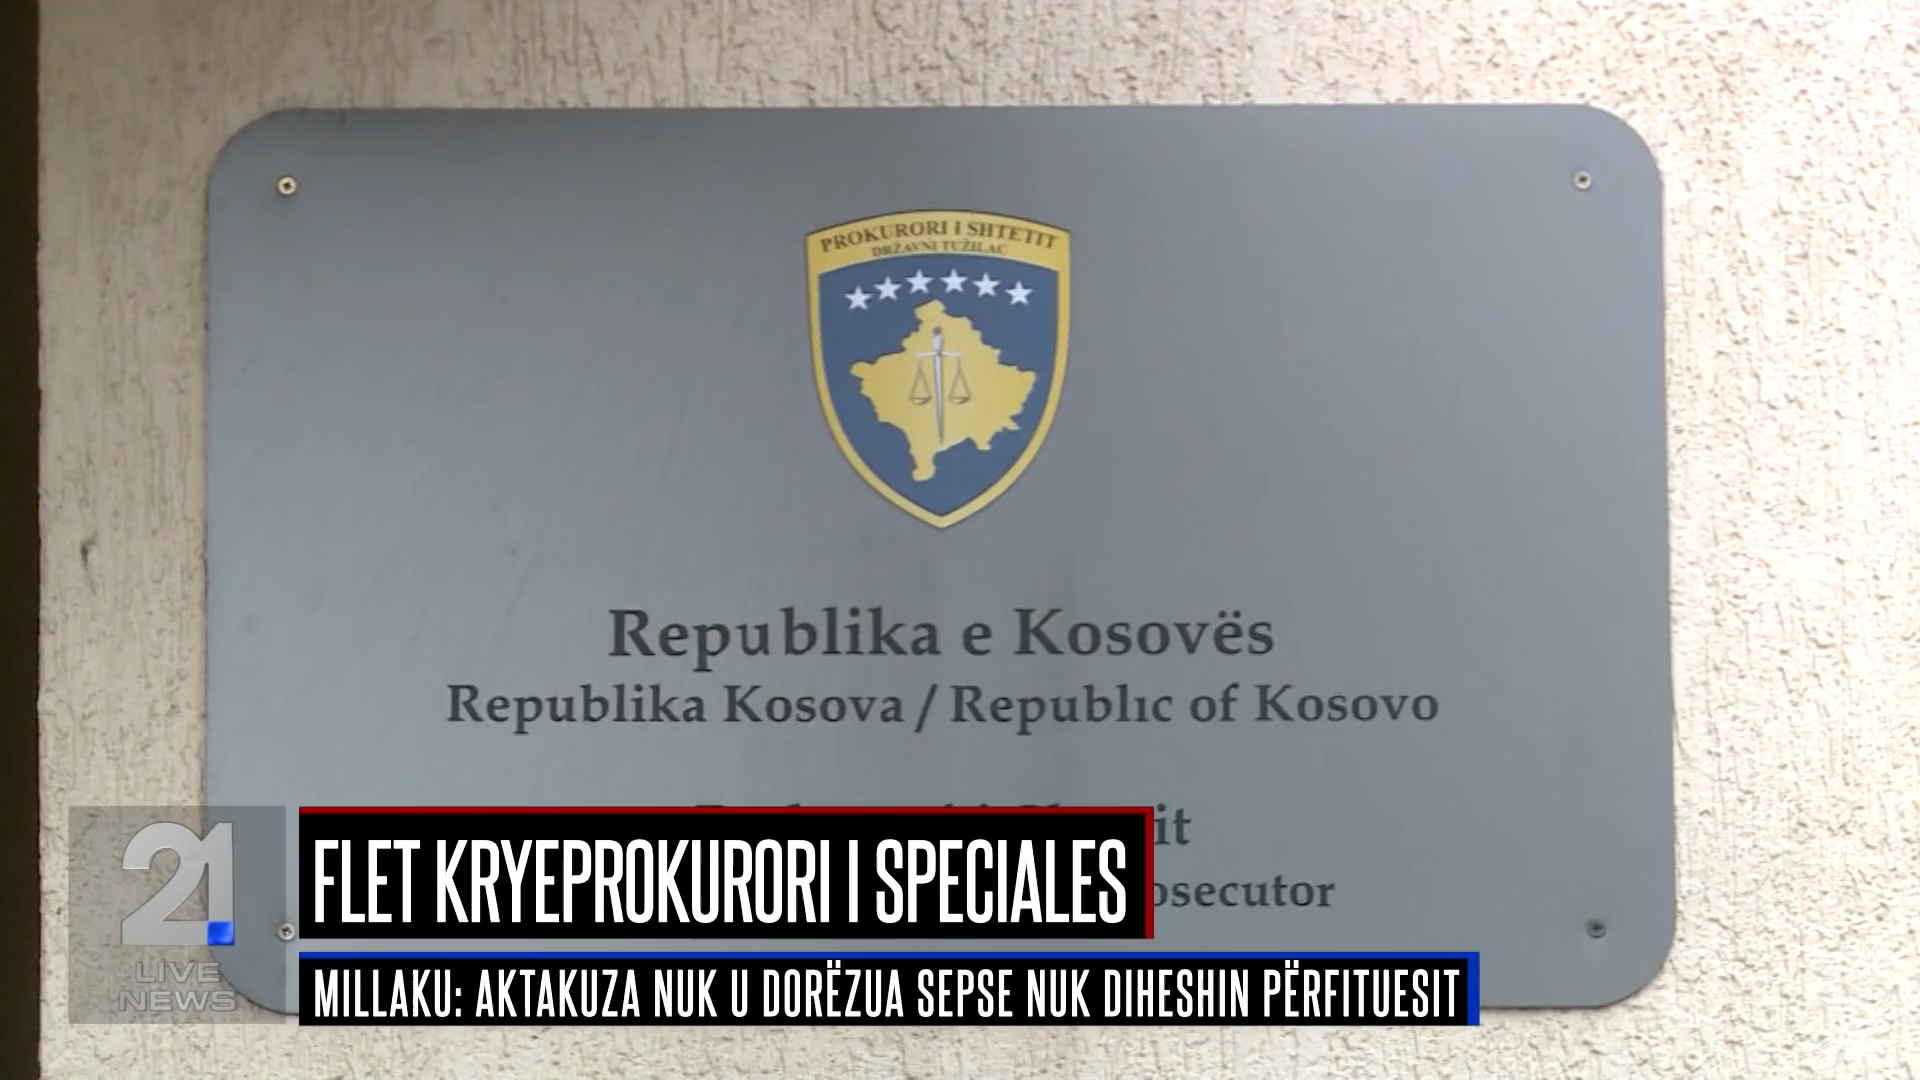 PROKURORI I SHTETIT
DRŽAVNI TUŽILAC
Republika e Kosovës
Republika Kosova / Republic of Kosovo
21
LIVE
NEWS
FLET KRYEPROKURORI I SPECIALES
MILLAKU: AKTAKUZA NUK U DORËZUA SEPSE NUK DIHESHIN PËRFITUESIT